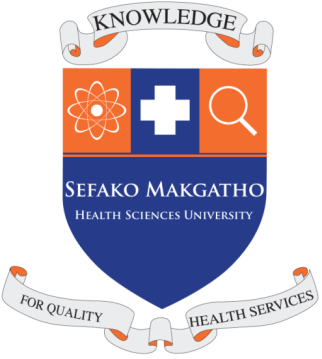 KNOWLEDGE
SEFAKO MAKGATHO
HEALTH SCIENCES UNIVERSITY
FOR QUALITY HEALTH SERVICES